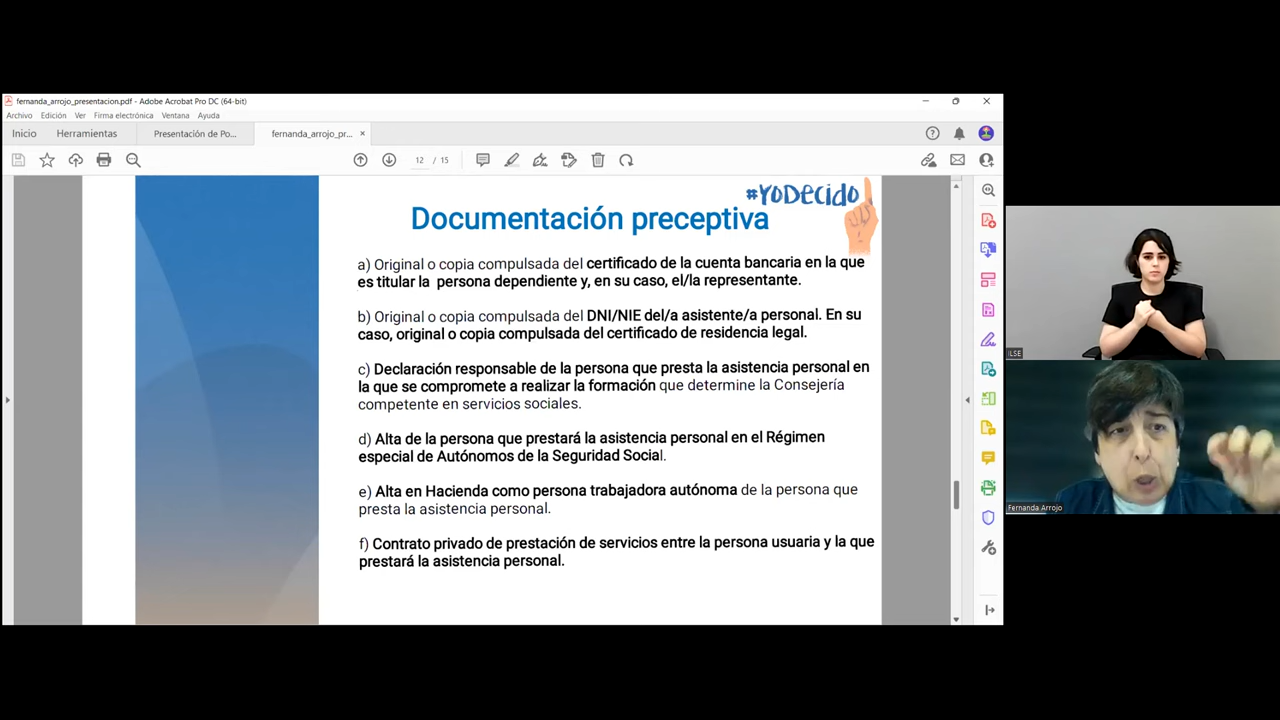 fernanda_arrojo_presentacion.pdf - Adobe Acrobat Pro DC (64-bit)
Archivo Edición Ver Firma electrónica Ventana Ayuda
Inicio Herramientas Presentación de Po... fernanda_arrojo_pr... ×
12 / 15
#YoDecido
Documentación preceptiva
a) Original o copia compulsada del certificado de la cuenta bancaria en la que
es titular la persona dependiente y, en su caso, el/la representante.
b) Original o copia compulsada del DNI/NIE del/a asistente/a personal. En su
caso, original o copia compulsada del certificado de residencia legal.
c) Declaración responsable de la persona que presta la asistencia personal en
la que se compromete a realizar la formación que determine la Consejería
competente en servicios sociales.
d) Alta de la persona que prestará la asistencia personal en el Régimen
especial de Autónomos de la Seguridad Social.
e) Alta en Hacienda como persona trabajadora autónoma de la persona que
presta la asistencia personal.
f) Contrato privado de prestación de servicios entre la persona usuaria y la que
prestará la asistencia personal.
ILSE
Fernanda Arrojo